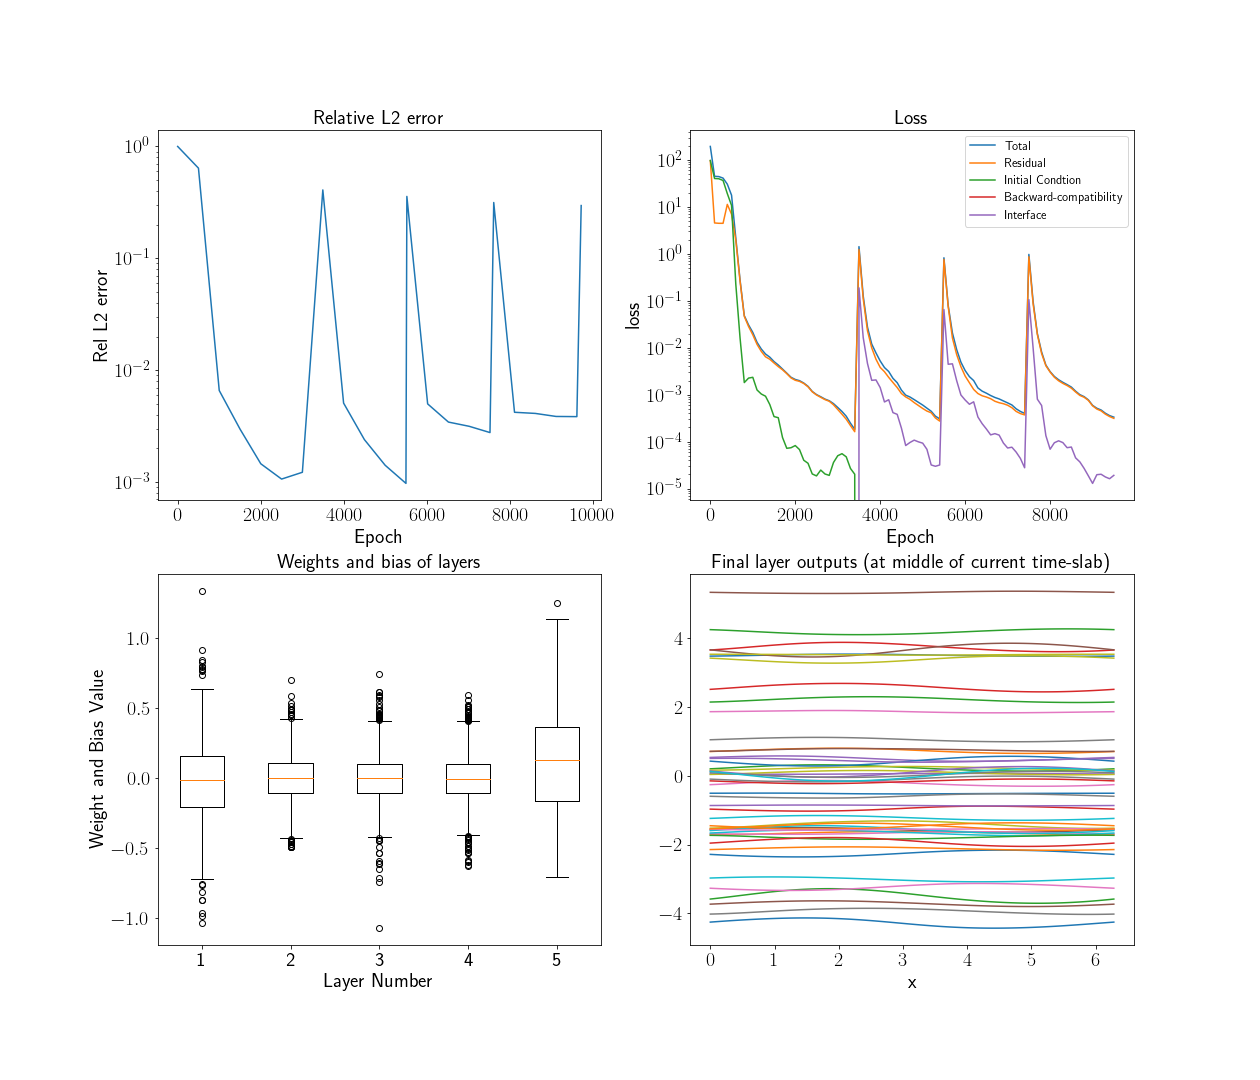 Relative L2 error
10^0
10^{-1}
10^{-2}
10^{-3}
Rel L2 error
0 2000 4000 6000 8000 10000
Epoch
Loss
10^2
10^1
10^0
10^{-1}
10^{-2}
10^{-3}
10^{-4}
10^{-5}
loss
Total
Residual
Initial Condtion
Backward-compatibility
Interface
0 2000 4000 6000 8000
Epoch
Weights and bias of layers
1.0
0.5
0.0
−0.5
−1.0
Weight and Bias Value
1 2 3 4 5
Layer Number
Final layer outputs (at middle of current time-slab)
4
2
0
−2
−4
0 1 2 3 4 5 6
x